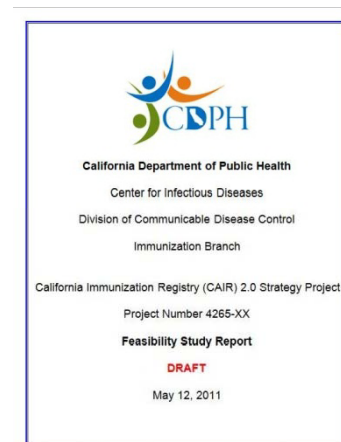 CDPH
California Department of Public Health
Center for Infectious Diseases
Division of Communicable Disease Control
Immunization Branch
California Immunization Registry (CAIR) 2.0 Strategy Project
Project Number 4265-XX
Feasibility Study Report
DRAFT
May 12, 2011